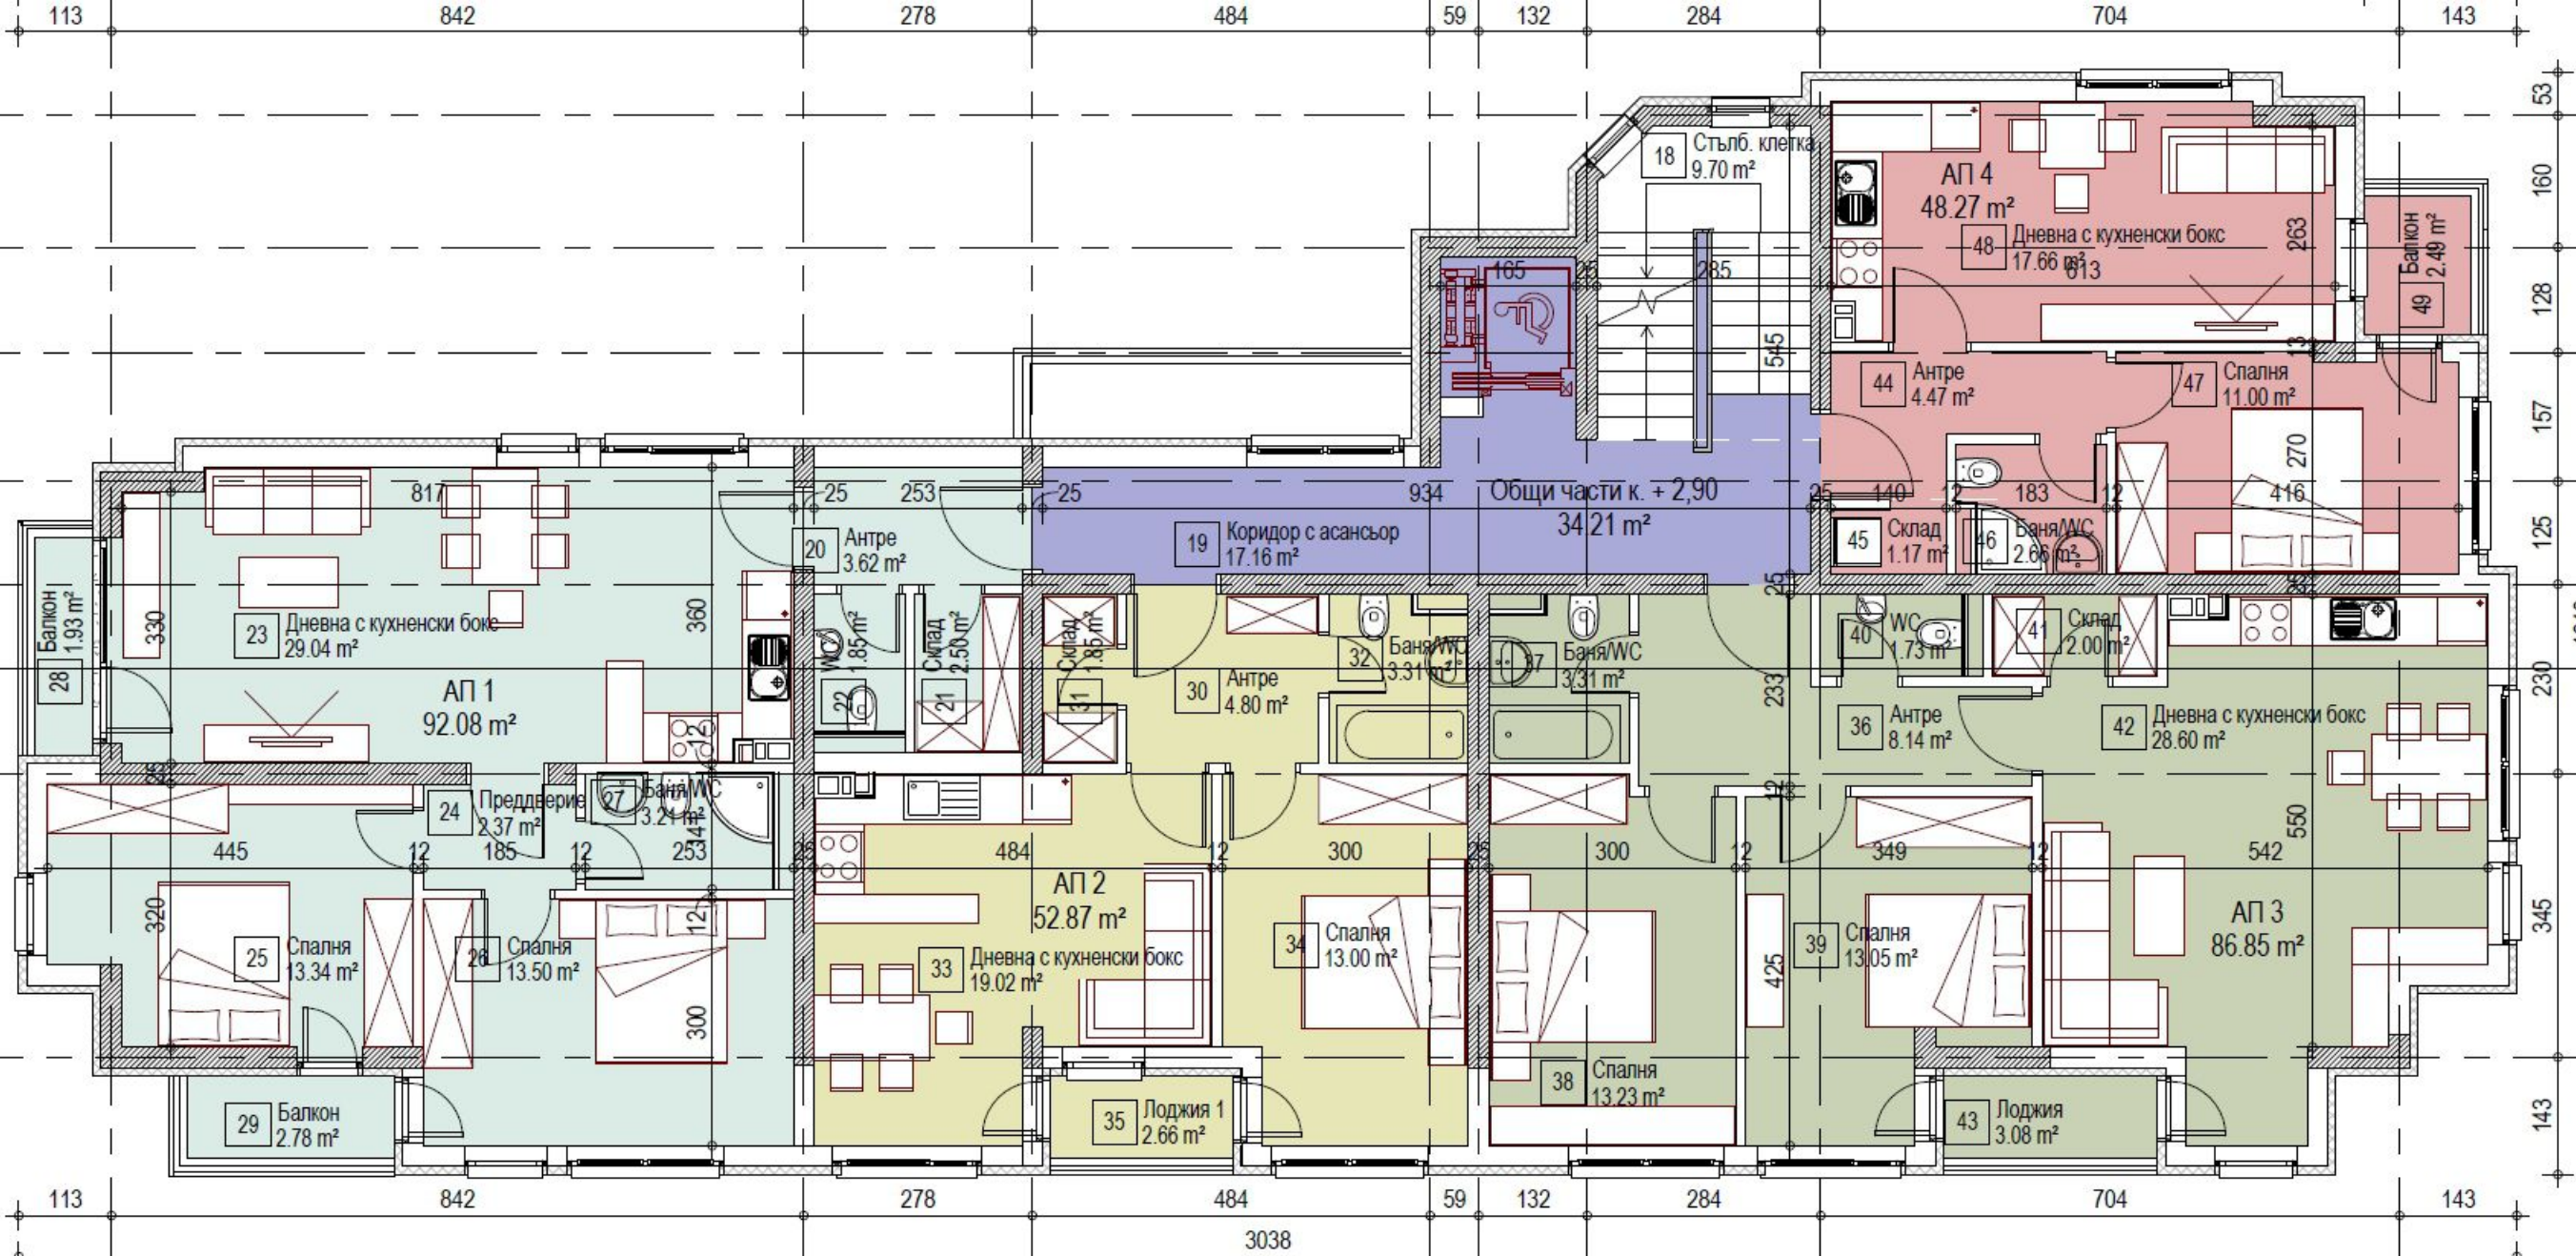 113 842 278 484 59 132 284 704 143
53
160
128
157
125
230
345
143
18 Стълб. клетка
9.70 m²
АП 4
48.27 m²
48 Дневна с кухненски бокс
17.66 m²
613
263
Балкон
2.49 m²
49
165 25 285
545
13
44 Антре
4.47 m²
47 Спалня
11.00 m²
270
817 25 253 25 934 25 140 12 183 12 416
Общи части к. + 2,90
34.21 m²
19 Коридор с асансьор
17.16 m²
20 Антре
3.62 m²
45 Склад
1.17 m²
46 Баня/WC
2.66 m²
25
25
Балкон
1.93 m²
28
330
23 Дневна с кухненски бокс
29.04 m²
360
АП 1
92.08 m²
WC
1.85 m²
22
Склад
2.50 m²
21
Склад
1.85 m²
31
30 Антре
4.80 m²
32 Баня/WC
3.31 m²
37 Баня/WC
3.31 m²
233
40 WC
1.73 m²
41 Склад
2.00 m²
36 Антре
8.14 m²
42 Дневна с кухненски бокс
28.60 m²
12
25
12
24 Преддверие
2.37 m²
27 Баня/WC
3.21 m²
550
445 12 185 12 253 25 484 12 300 25 300 12 349 12 542
320
12
АП 2
52.87 m²
АП 3
86.85 m²
25 Спалня
13.34 m²
26 Спалня
13.50 m²
300
33 Дневна с кухненски бокс
19.02 m²
34 Спалня
13.00 m²
425
39 Спалня
13.05 m²
38 Спалня
13.23 m²
29 Балкон
2.78 m²
35 Лоджия 1
2.66 m²
43 Лоджия
3.08 m²
113 842 278 484 59 132 284 704 143
3038